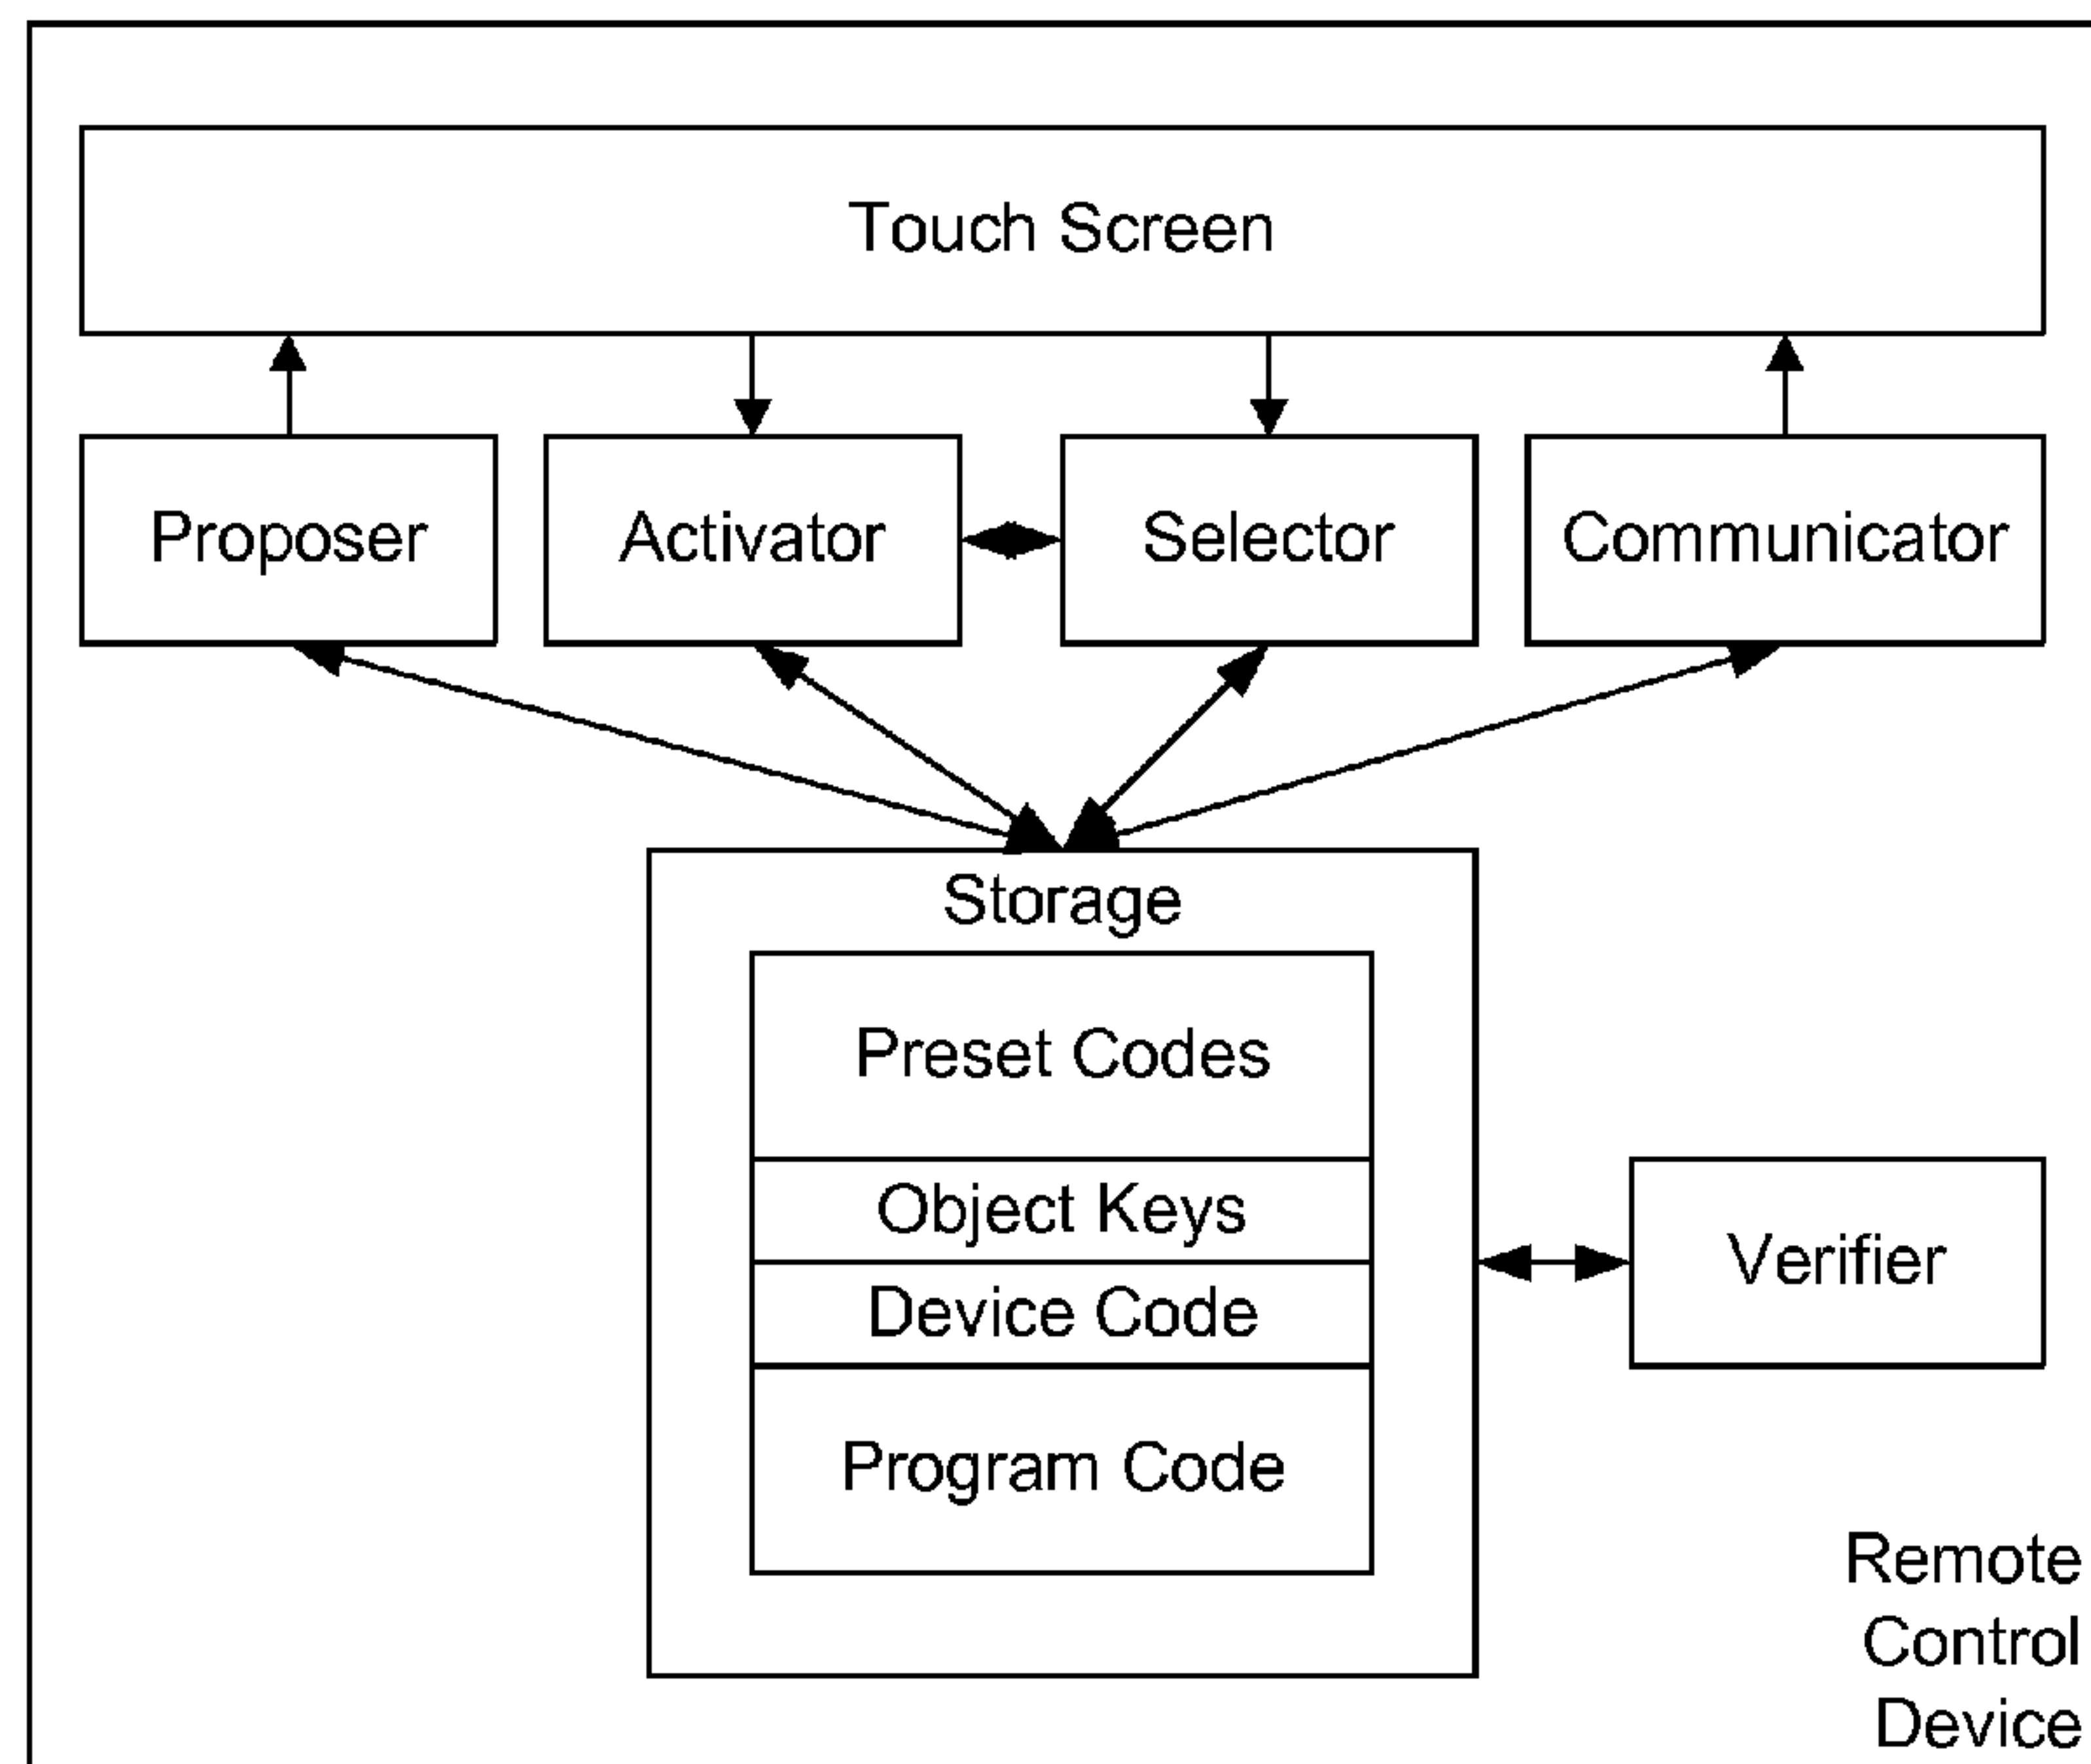 Touch Screen
Proposer
Activator
Selector
Communicator
Storage
Preset Codes
Object Keys
Device Code
Program Code
Verifier
Remote
Control
Device